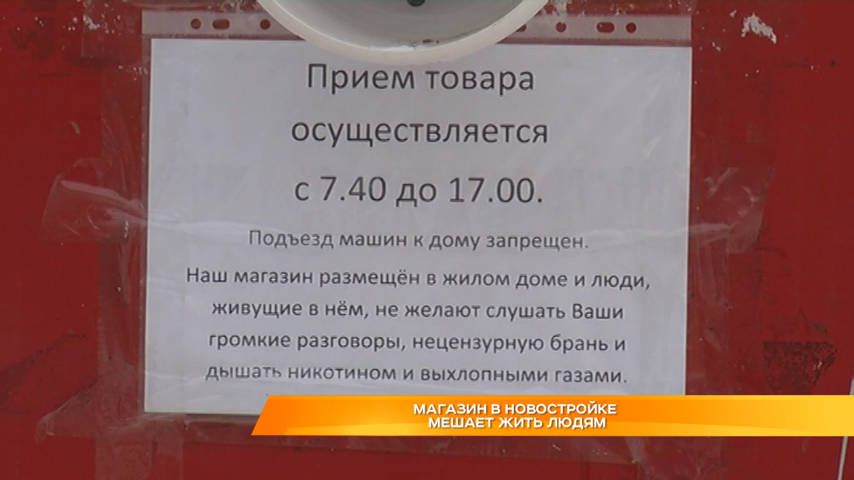 Прием товара
осуществляется
с 7.40 до 17.00.
Подъезд машин к дому запрещен.
Наш магазин размещён в жилом доме и люди,
живущие в нём, не желают слушать Ваши
громкие разговоры, нецензурную брань и
дышать никотином и выхлопными газами.
МАГАЗИН В НОВОСТРОЙКЕ
МЕШАЕТ ЖИТЬ ЛЮДЯМ